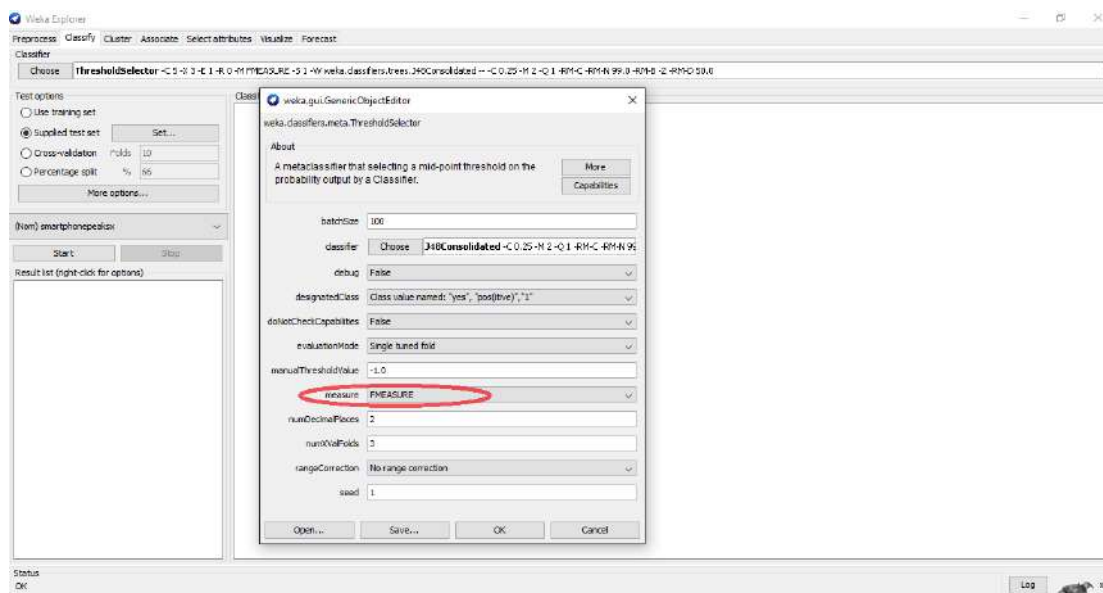 Weka Explorer
Preprocess Classify Cluster Associate Select attributes Visualize Forecast
Classifier
Choose ThresholdSelector -C 5 -X 3 -E 1 -R 0 -M FMEASURE -S 1 -W weka.classifiers.trees.J48Consolidated -- -C 0.25 -M 2 -Q 1 -RM-C -RM-N 99.0 -RM-B -2 -RM-D 50.0
Test options
Use training set
Supplied test set Set...
Cross-validation Folds 10
Percentage split % 66
More options...
(Nom) smartphonepeaksx
Start Stop
Result list (right-click for options)
Classi
weka.gui.GenericObjectEditor
weka.classifiers.meta.ThresholdSelector
About
A metaclassifier that selecting a mid-point threshold on the
probability output by a Classifier.
More
Capabilities
batchSize 100
classifier Choose J48Consolidated -C 0.25 -M 2 -Q 1 -RM-C -RM-N 99
debug False
designatedClass Class value named: "yes", "pos(itive)","1"
doNotCheckCapabilities False
evaluationMode Single tuned fold
manualThresholdValue -1.0
measure FMEASURE
numDecimalPlaces 2
numXValFolds 3
rangeCorrection No range correction
seed 1
Open... Save... OK Cancel
Status
OK
Log
x